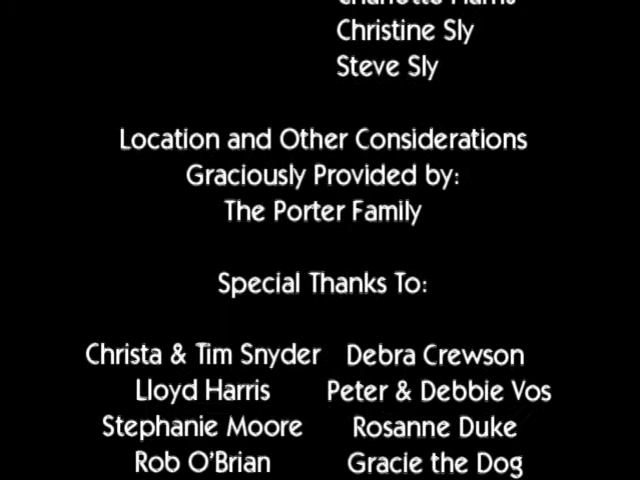 Christine Sly
Steve Sly
Location and Other Considerations
Graciously Provided by:
The Porter Family
Special Thanks To:
Christa & Tim Snyder Debra Crewson
Lloyd Harris Peter & Debbie Vos
Stephanie Moore Rosanne Duke
Rob O'Brian Gracie the Dog